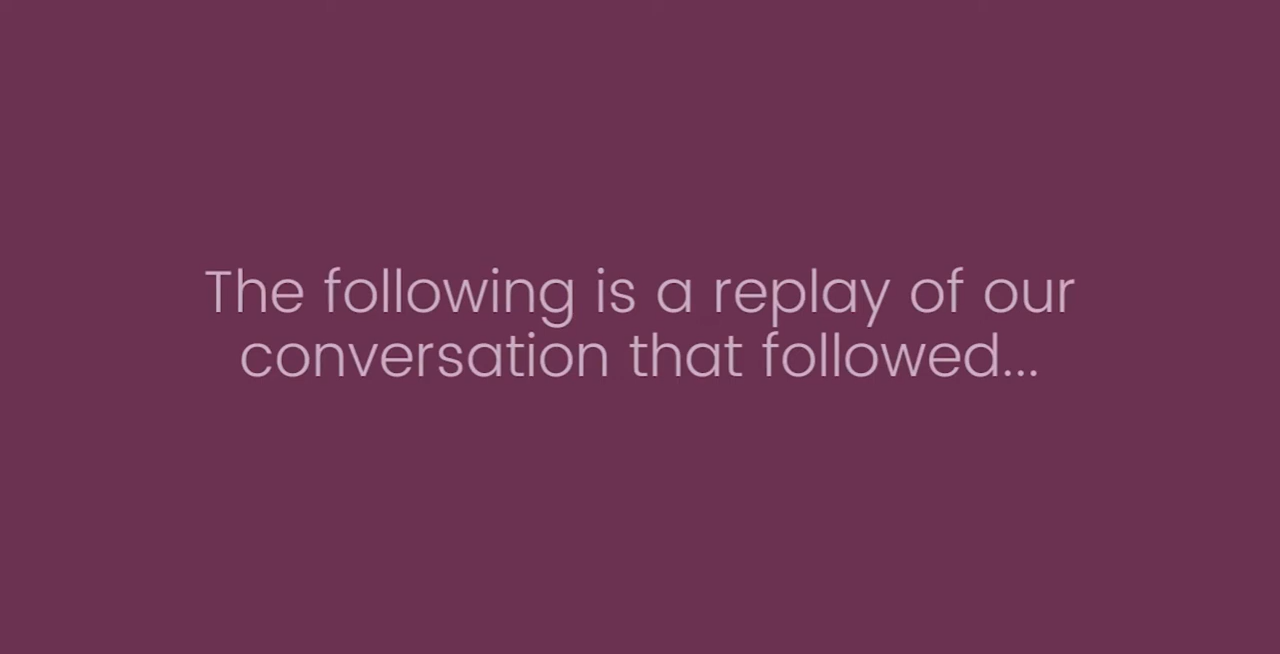 The following is a replay of our
conversation that followed...